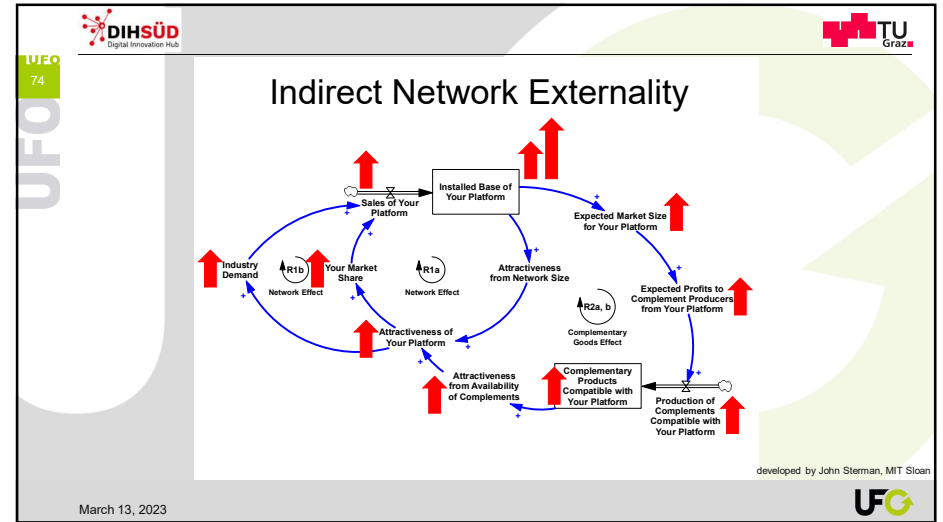 DIHSÜD
Digital Innovation Hub
TU
Graz
UFO
74
UFO
Indirect Network Externality
Installed Base of
Your Platform
Sales of Your
Platform
+
+
+
Expected Market Size
for Your Platform
+
Industry
Demand
+
R1b
Network Effect
Your Market
Share
+
R1a
Network Effect
Attractiveness
from Network Size
+
Expected Profits to
Complement Producers
from Your Platform
+
R2a, b
Complementary
Goods Effect
Attractiveness of
Your Platform
+
+
Attractiveness
from Availability
of Complements
+
Complementary
Products
Compatible with
Your Platform
+
Production of
Complements
Compatible with
Your Platform
developed by John Sterman, MIT Sloan
March 13, 2023
UFO